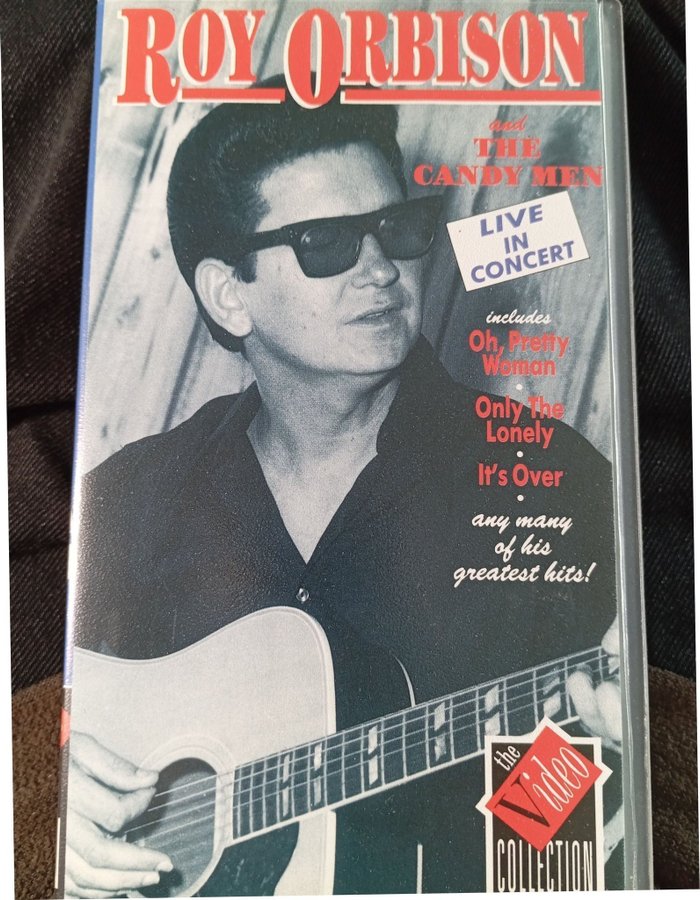 ROY ORBISON
and
THE
CANDY MEN
LIVE
IN
CONCERT
includes
Oh, Pretty
Woman
Only The
Lonely
It's Over
any many
of his
greatest hits!
the
Video
COLLECTION